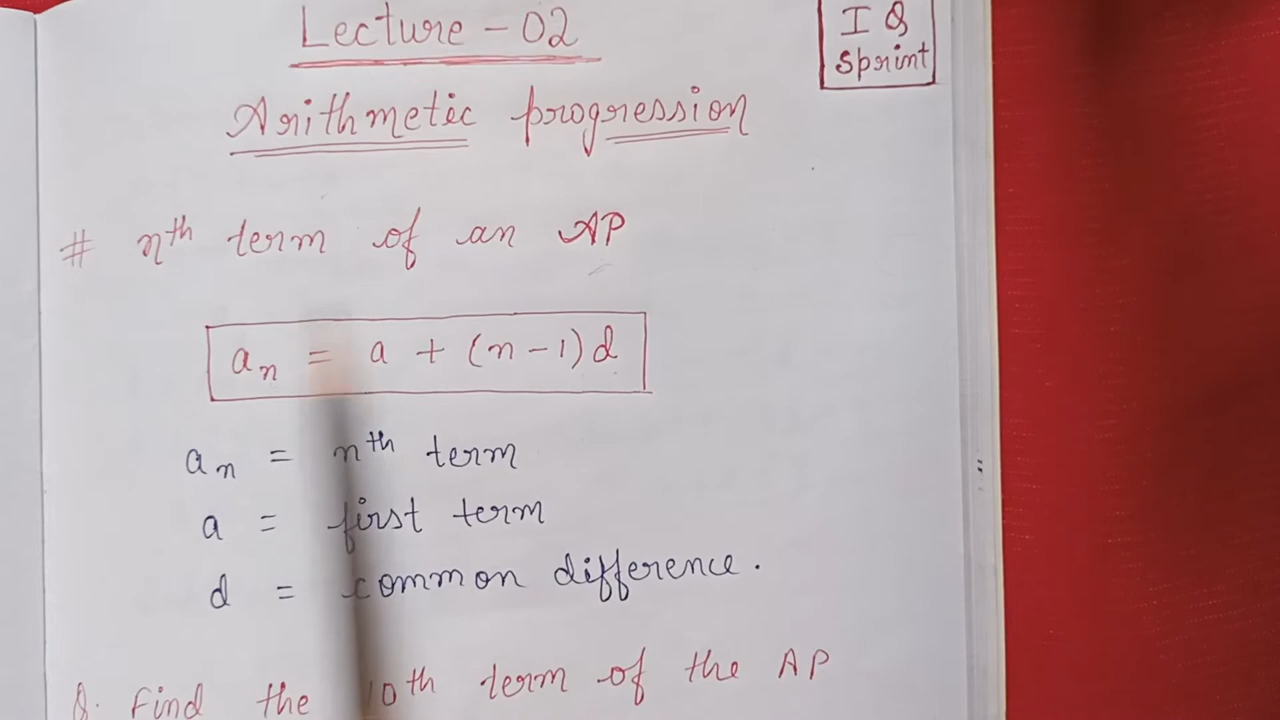 Lecture - 02
I Q
Sprint
Arithmetic progression
# nth term of an AP
an = a + (n-1)d
an = nth term
a = first term
d = common difference.
Q. Find the 10th term of the AP